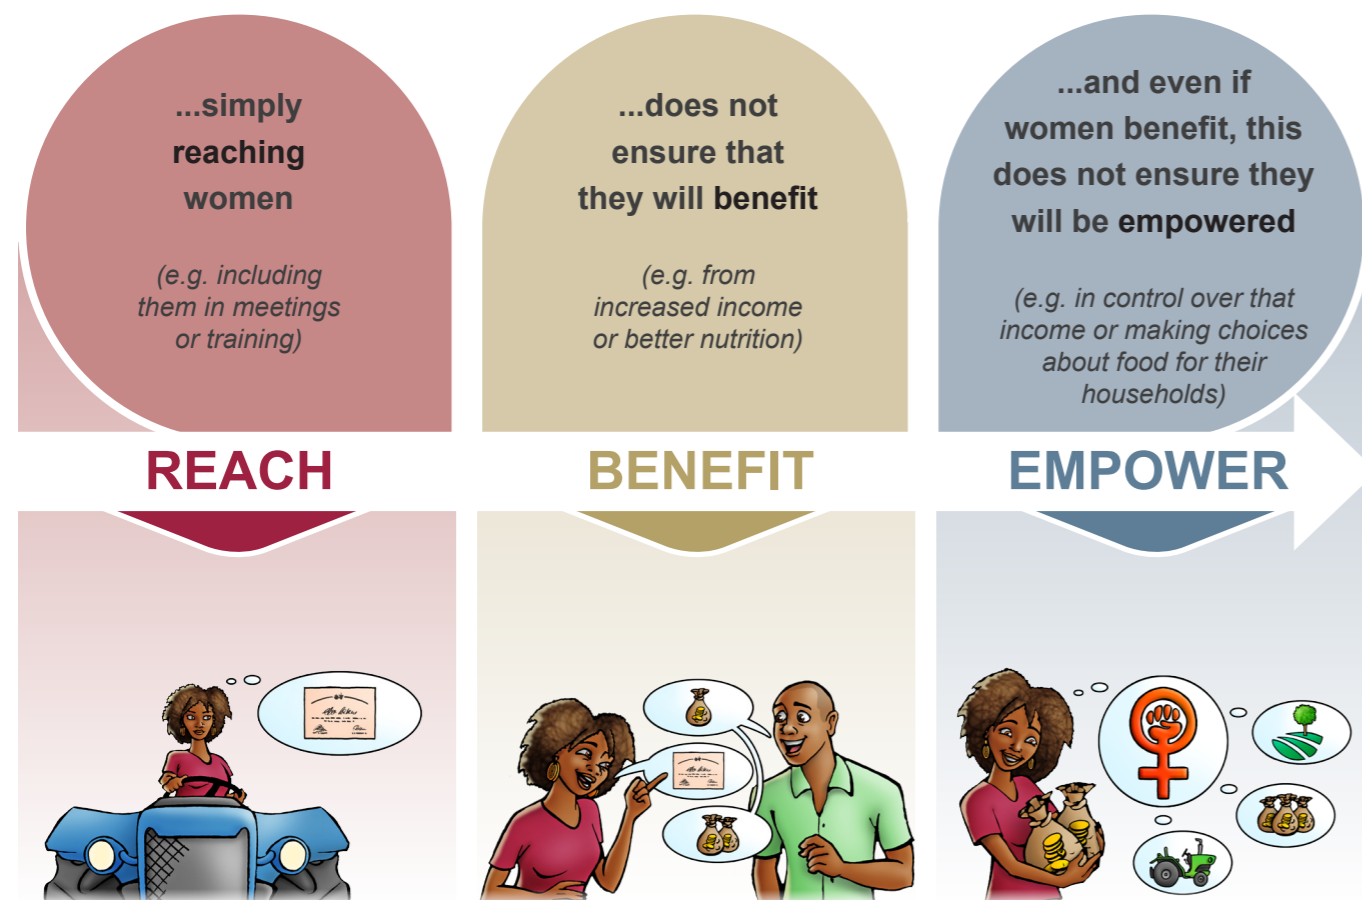 ...simply
reaching
women
(e.g. including
them in meetings
or training)
...does not
ensure that
they will benefit
(e.g. from
increased income
or better nutrition)
...and even if
women benefit, this
does not ensure they
will be empowered
(e.g. in control over that
income or making choices
about food for their
households)
REACH
BENEFIT
EMPOWER